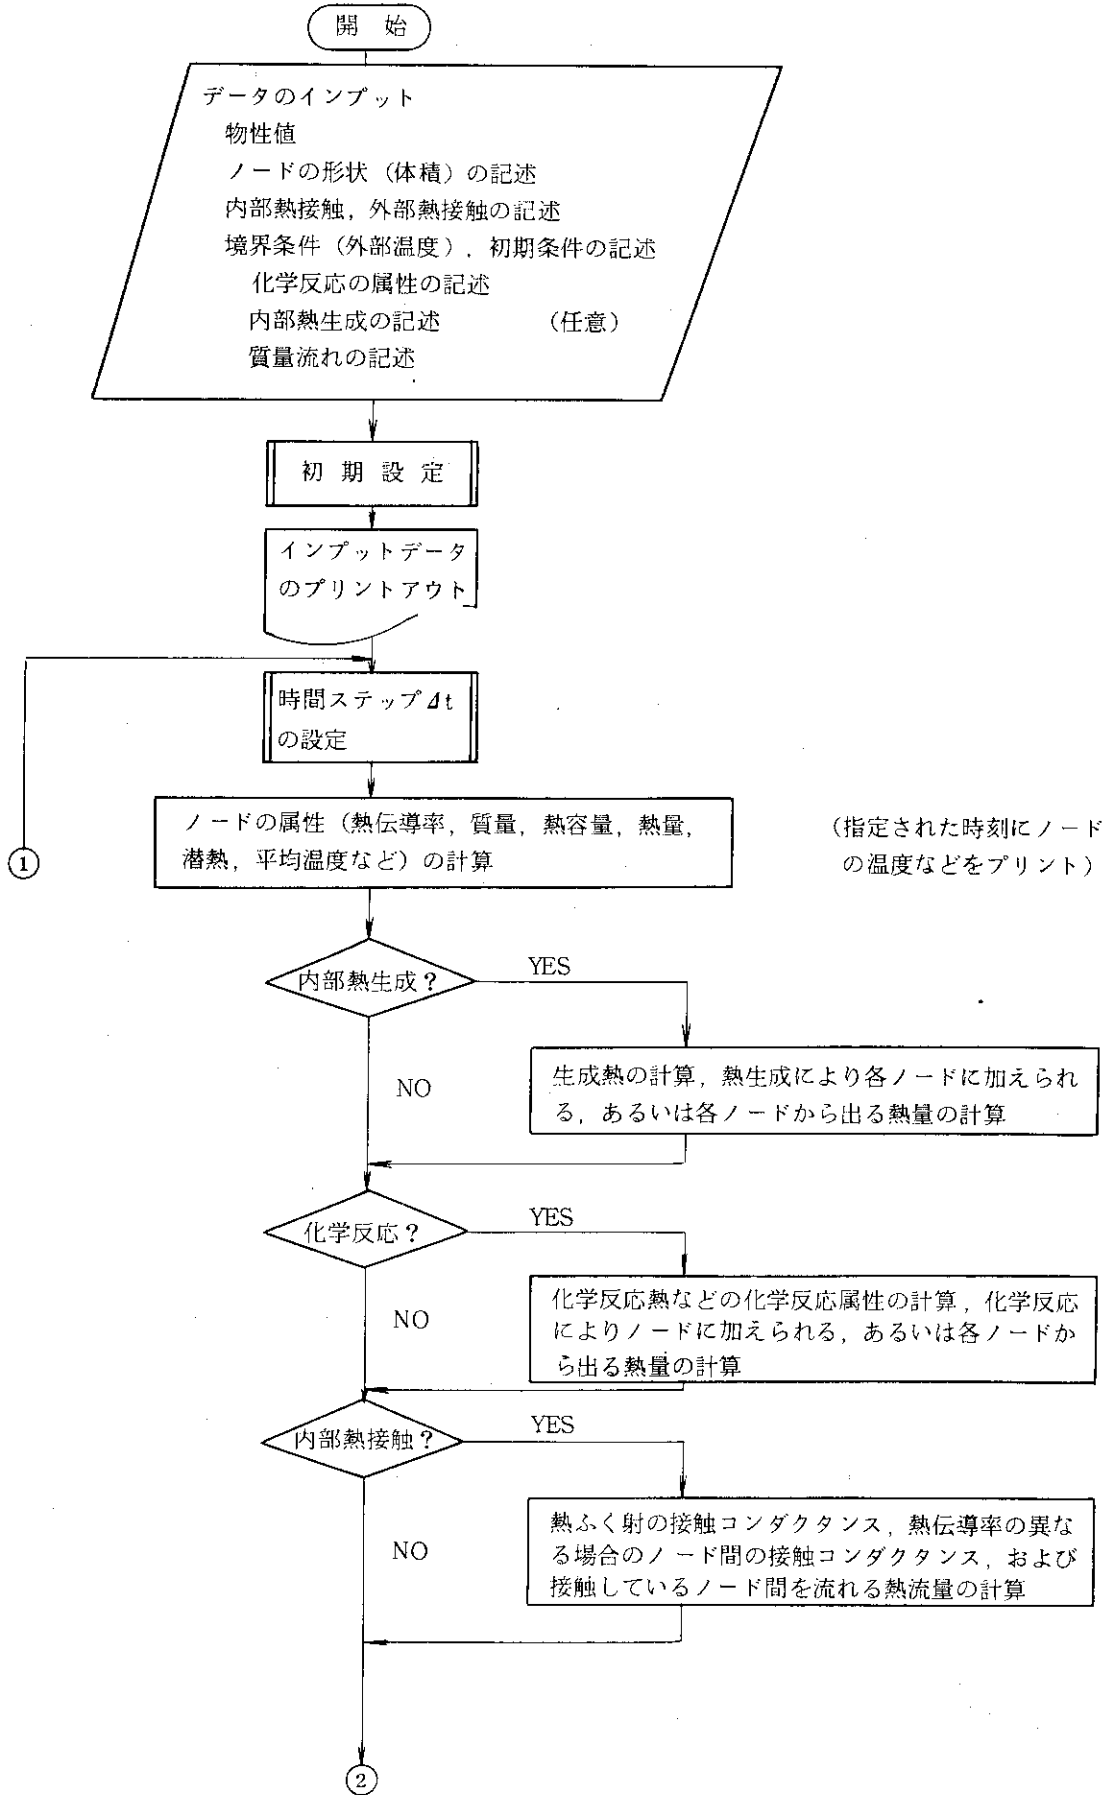 開 始
データのインプット
物性値
ノードの形状（体積）の記述
内部熱接触，外部熱接触の記述
境界条件（外部温度），初期条件の記述
化学反応の属性の記述
内部熱生成の記述 （任意）
質量流れの記述
初 期 設 定
インプットデータ
のプリントアウト
時間ステップΔt
の設定
ノードの属性（熱伝導率，質量，熱容量，熱量，
潜熱，平均温度など）の計算
（指定された時刻にノード
の温度などをプリント）
①
内部熱生成？
YES
NO
生成熱の計算，熱生成により各ノードに加えられ
る，あるいは各ノードから出る熱量の計算
化学反応？
YES
NO
化学反応熱などの化学反応属性の計算，化学反応
によりノードに加えられる，あるいは各ノードか
ら出る熱量の計算
内部熱接触？
YES
NO
熱ふく射の接触コンダクタンス，熱伝導率の異な
る場合のノード間の接触コンダクタンス，および
接触しているノード間を流れる熱流量の計算
②